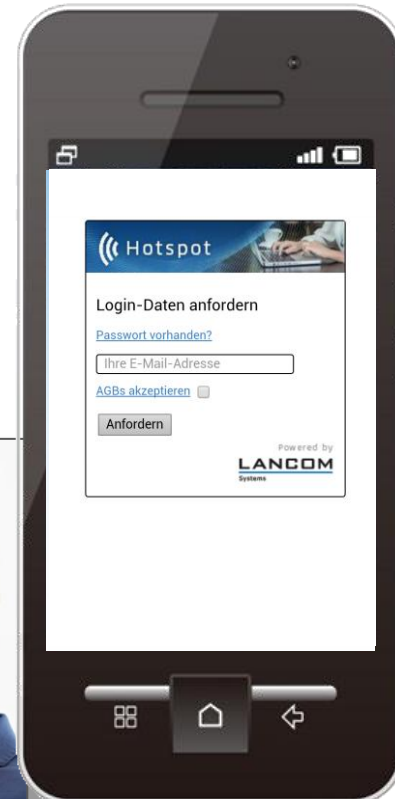 Hotspot
Login-Daten anfordern
Passwort vorhanden?
Ihre E-Mail-Adresse
AGBs akzeptieren
Anfordern
Powered by
LANCOM
Systems